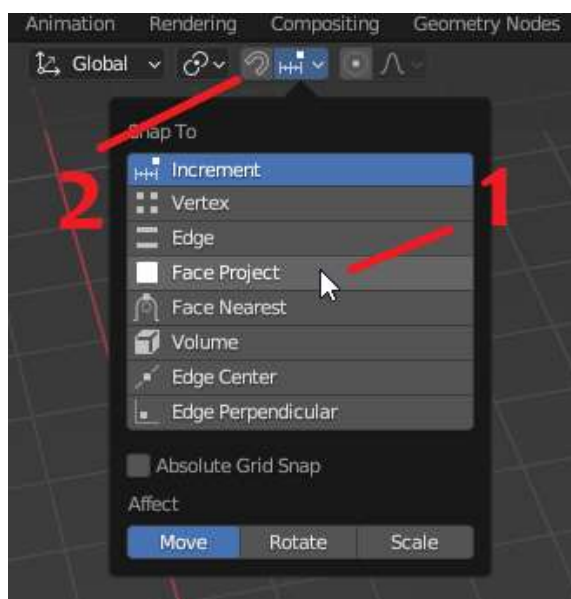 Animation Rendering Compositing Geometry Nodes
Global
Snap To
Increment
Vertex
Edge
Face Project
Face Nearest
Volume
Edge Center
Edge Perpendicular
Absolute Grid Snap
Affect
Move Rotate Scale
2
1